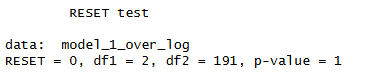 RESET test
data:  model_1_over_log
RESET = 0, df1 = 2, df2 = 191, p-value = 1